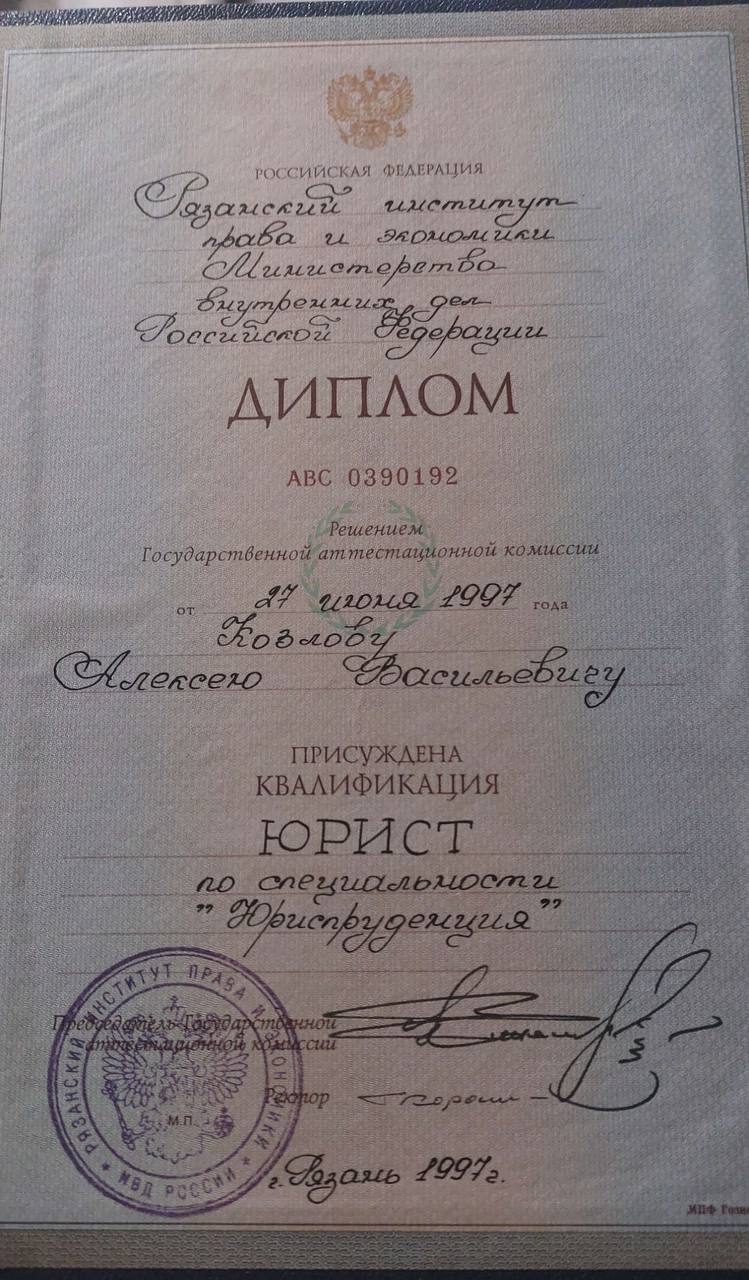 РОССИЙСКАЯ ФЕДЕРАЦИЯ
Рязанский институт
права и экономики
Министерства
внутренних дел
Российской Федерации
ДИПЛОМ
АВС 0390192
Решением
Государственной аттестационной комиссии
от 27 июня 1997 года
Козлову
Алексею Васильевичу
ПРИСУЖДЕНА
КВАЛИФИКАЦИЯ
ЮРИСТ
по специальности
"Юриспруденция"
Председатель Государственной
аттестационной комиссии
Ректор
М.П.
РЯЗАНСКИЙ ИНСТИТУТ ПРАВА И ЭКОНОМИКИ
* МВД РОССИИ *
г. Рязань 1997г.
МПФ